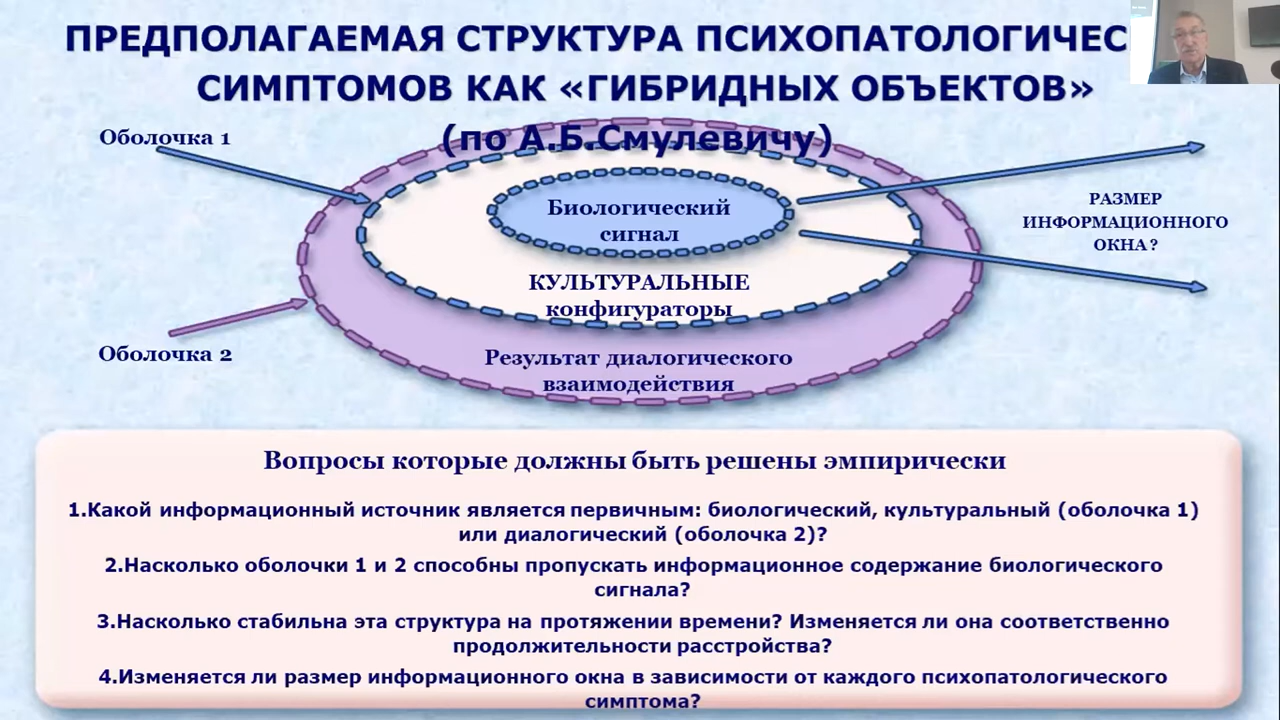 ПРЕДПОЛАГАЕМАЯ СТРУКТУРА ПСИХОПАТОЛОГИЧЕС
СИМПТОМОВ КАК «ГИБРИДНЫХ ОБЪЕКТОВ»
(по А.Б.Смулевичу)
Оболочка 1
Биологический
сигнал
РАЗМЕР
ИНФОРМАЦИОННОГО
ОКНА?
КУЛЬТУРАЛЬНЫЕ
конфигураторы
Оболочка 2
Результат диалогического
взаимодействия
Вопросы которые должны быть решены эмпирически
1.Какой информационный источник является первичным: биологический, культуральный (оболочка 1)
или диалогический (оболочка 2)?
2.Насколько оболочки 1 и 2 способны пропускать информационное содержание биологического
сигнала?
3.Насколько стабильна эта структура на протяжении времени? Изменяется ли она соответственно
продолжительности расстройства?
4.Изменяется ли размер информационного окна в зависимости от каждого психопатологического
симптома?